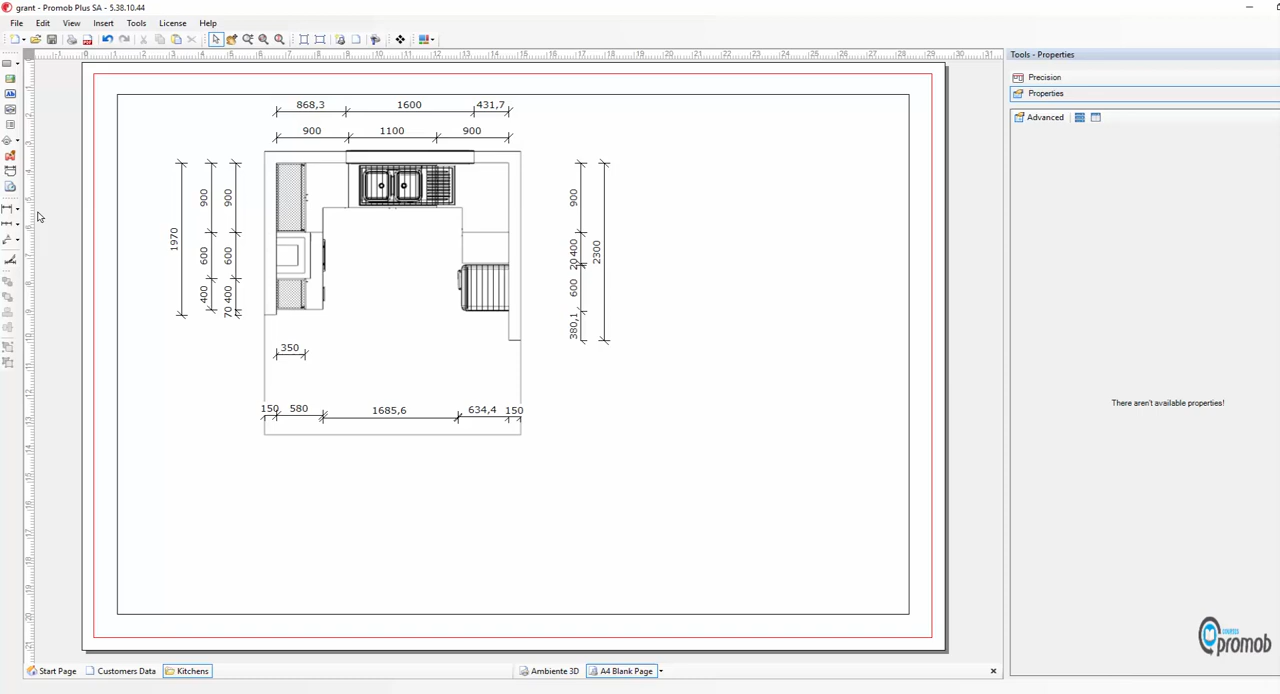 grant - Promob Plus SA - 5.38.10.44
File Edit View Insert Tools License Help
Tools - Properties
Precision
Properties
Advanced
There aren't available properties!
868,3 1600 431,7
900 1100 900
1970
900 600 400
900 600 400 70
900 400 20 600 380,1
2300
350
150 580 1685,6 634,4 150
Ab
COURSES
promob
Start Page Customers Data Kitchens Ambiente 3D A4 Blank Page